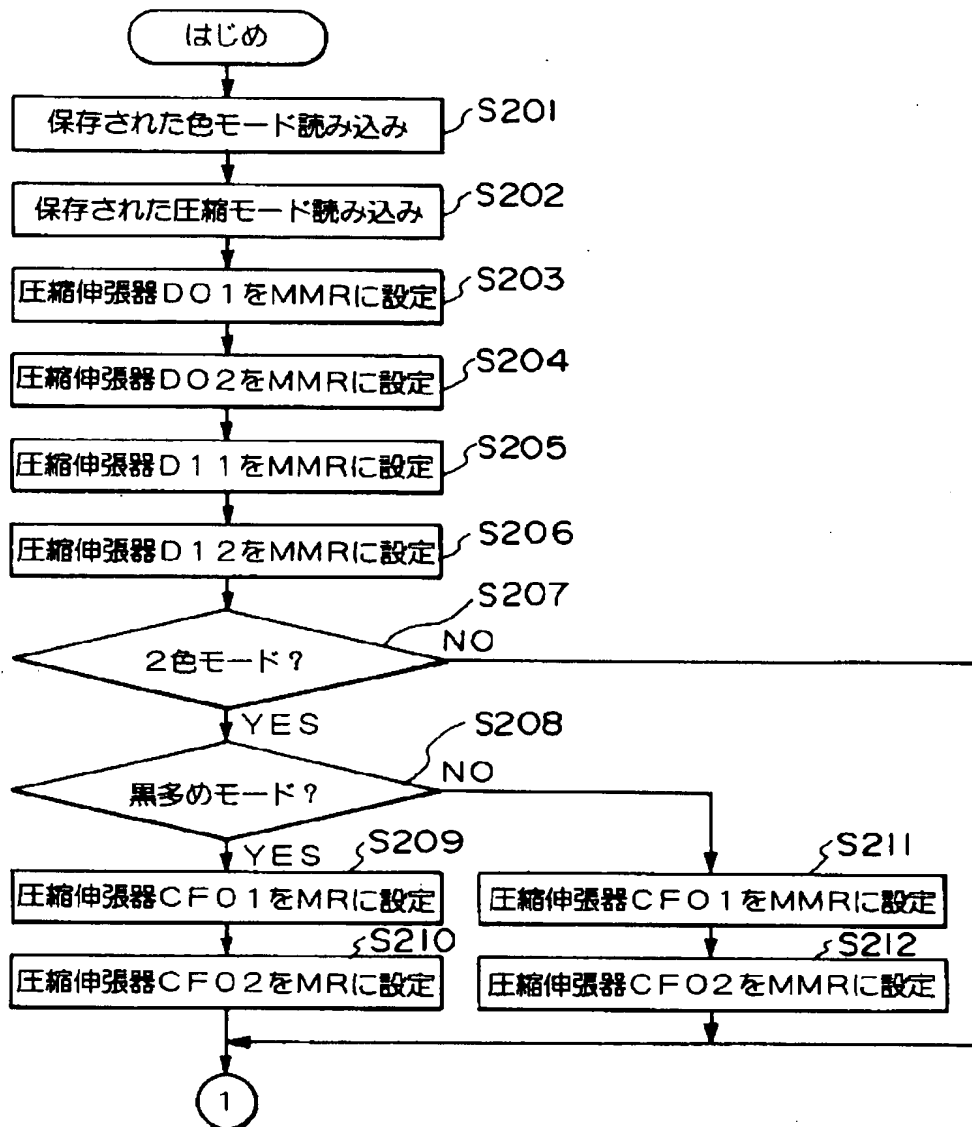 はじめ
保存された色モード読み込み
S201
保存された圧縮モード読み込み
S202
圧縮伸張器D01をMMRに設定
S203
圧縮伸張器D02をMMRに設定
S204
圧縮伸張器D11をMMRに設定
S205
圧縮伸張器D12をMMRに設定
S206
2色モード?
S207
NO
YES
黒多めモード?
S208
NO
YES
圧縮伸張器CF01をMRに設定
S209
圧縮伸張器CF02をMRに設定
S210
圧縮伸張器CF01をMMRに設定
S211
圧縮伸張器CF02をMMRに設定
S212
1